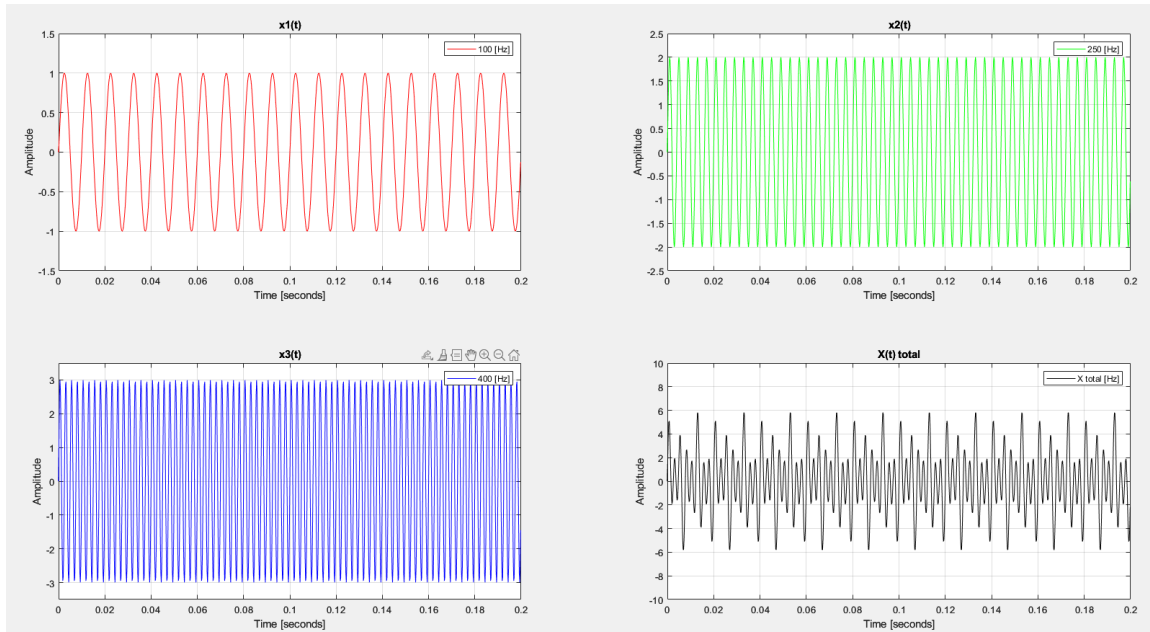 x1(t)
100 [Hz]
1.5
1
0.5
0
-0.5
-1
-1.5
Amplitude
0 0.02 0.04 0.06 0.08 0.1 0.12 0.14 0.16 0.18 0.2
Time [seconds]
x2(t)
250 [Hz]
2.5
2
1.5
1
0.5
0
-0.5
-1
-1.5
-2
-2.5
Amplitude
0 0.02 0.04 0.06 0.08 0.1 0.12 0.14 0.16 0.18 0.2
Time [seconds]
x3(t)
400 [Hz]
3
2
1
0
-1
-2
-3
Amplitude
0 0.02 0.04 0.06 0.08 0.1 0.12 0.14 0.16 0.18 0.2
Time [seconds]
X(t) total
X total [Hz]
10
8
6
4
2
0
-2
-4
-6
-8
-10
Amplitude
0 0.02 0.04 0.06 0.08 0.1 0.12 0.14 0.16 0.18 0.2
Time [seconds]